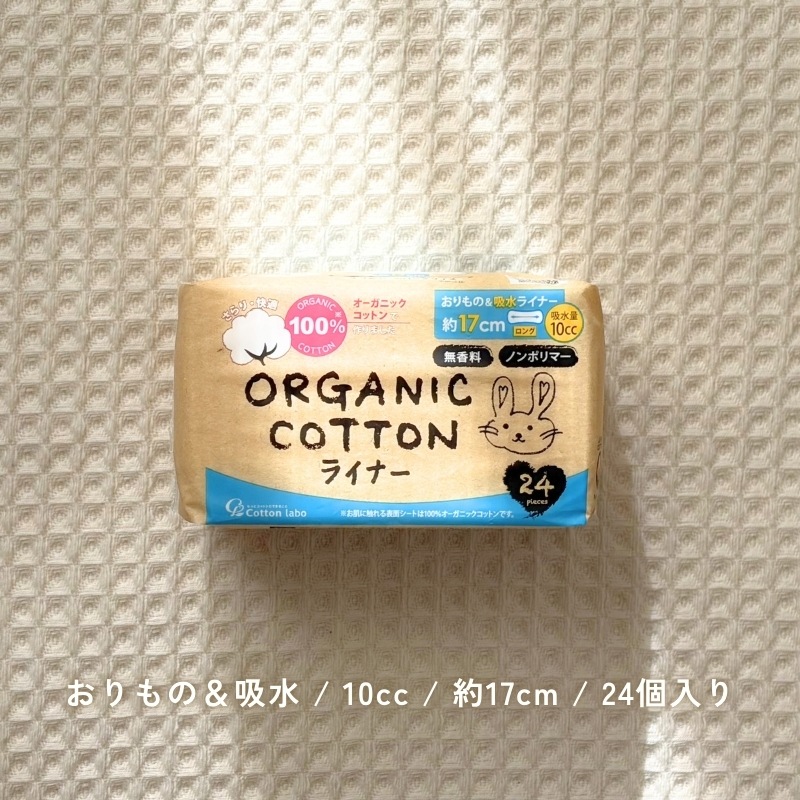 さらり・快適
ORGANIC
100%※
COTTON
オーガニック
コットンで
作りました
おりもの&吸水ライナー
約17cm
ロング
吸水量
10cc
無香料
ノンポリマー
ORGANIC
COTTON
ライナー
24
pieces
Cotton labo
※お肌に触れる表面シートは100%オーガニックコットンです。
おりもの&吸水 / 10cc / 約17cm / 24個入り